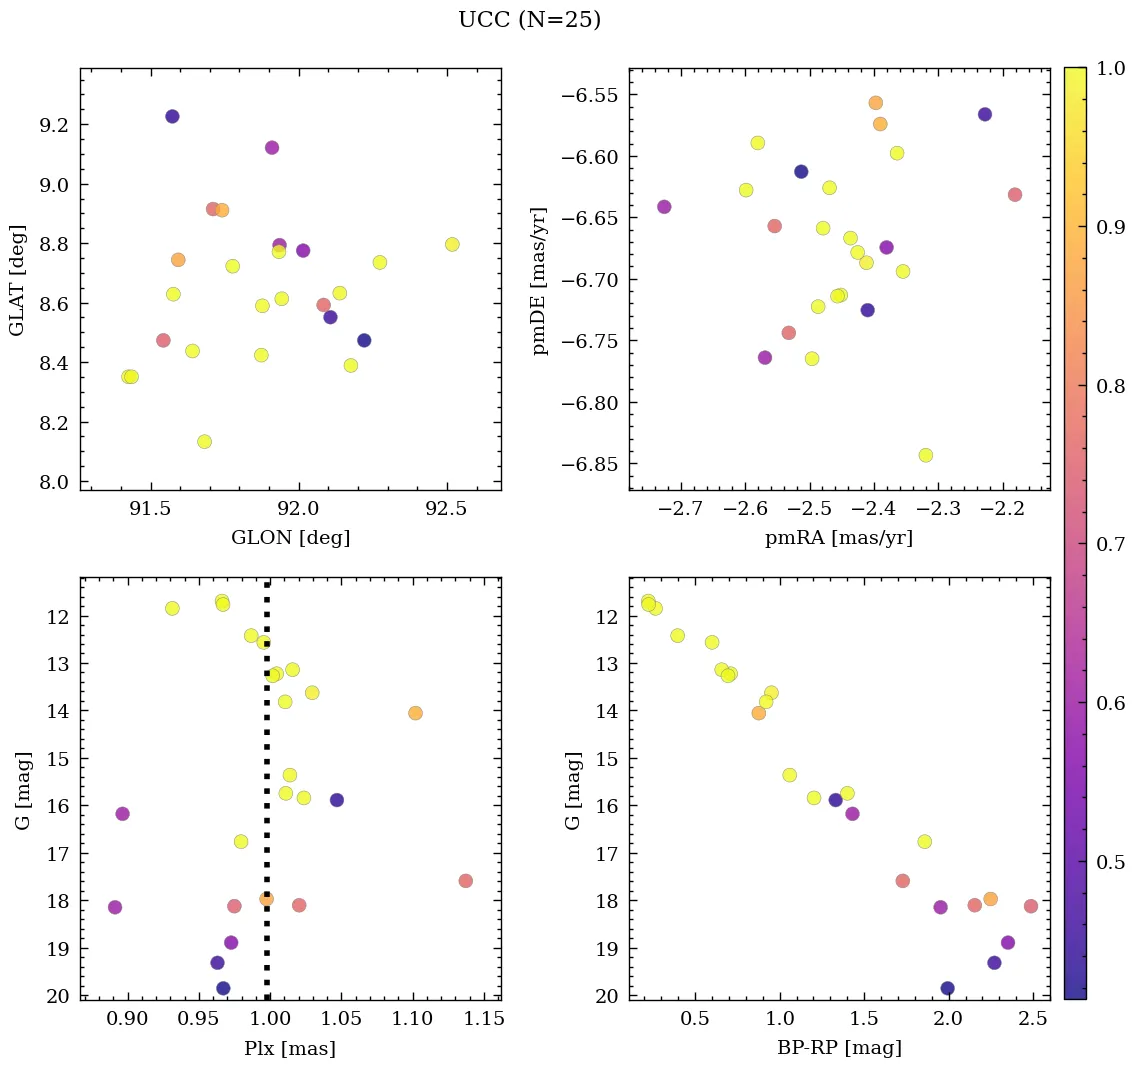 UCC (N=25)
9.2
9.0
8.8
8.6
8.4
8.2
8.0
GLAT [deg]
91.5 92.0 92.5
GLON [deg]
−6.55
−6.60
−6.65
−6.70
−6.75
−6.80
−6.85
pmDE [mas/yr]
−2.7 −2.6 −2.5 −2.4 −2.3 −2.2
pmRA [mas/yr]
1.0
0.9
0.8
0.7
0.6
0.5
12
13
14
15
16
17
18
19
20
G [mag]
0.90 0.95 1.00 1.05 1.10 1.15
Plx [mas]
12
13
14
15
16
17
18
19
20
G [mag]
0.5 1.0 1.5 2.0 2.5
BP-RP [mag]